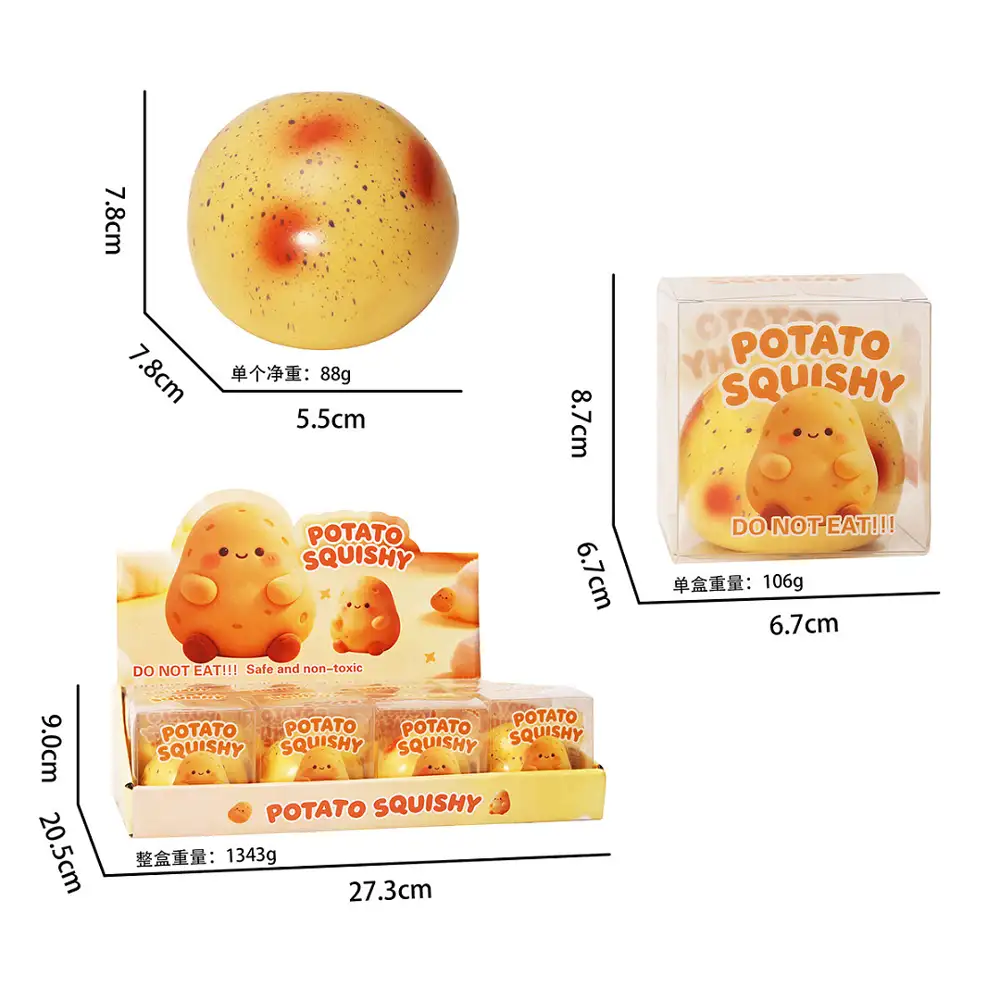 7.8cm
7.8cm
单个净重：88g
5.5cm
POTATO
SQUISHY
DO NOT EAT!!!
8.7cm
6.7cm
单盒重量：106g
6.7cm
POTATO
SQUISHY
DO NOT EAT!!! Safe and non-toxic
POTATO
SQUISHY
POTATO
SQUISHY
POTATO
SQUISHY
POTATO
SQUISHY
POTATO SQUISHY
9.0cm
20.5cm
整盒重量：1343g
27.3cm